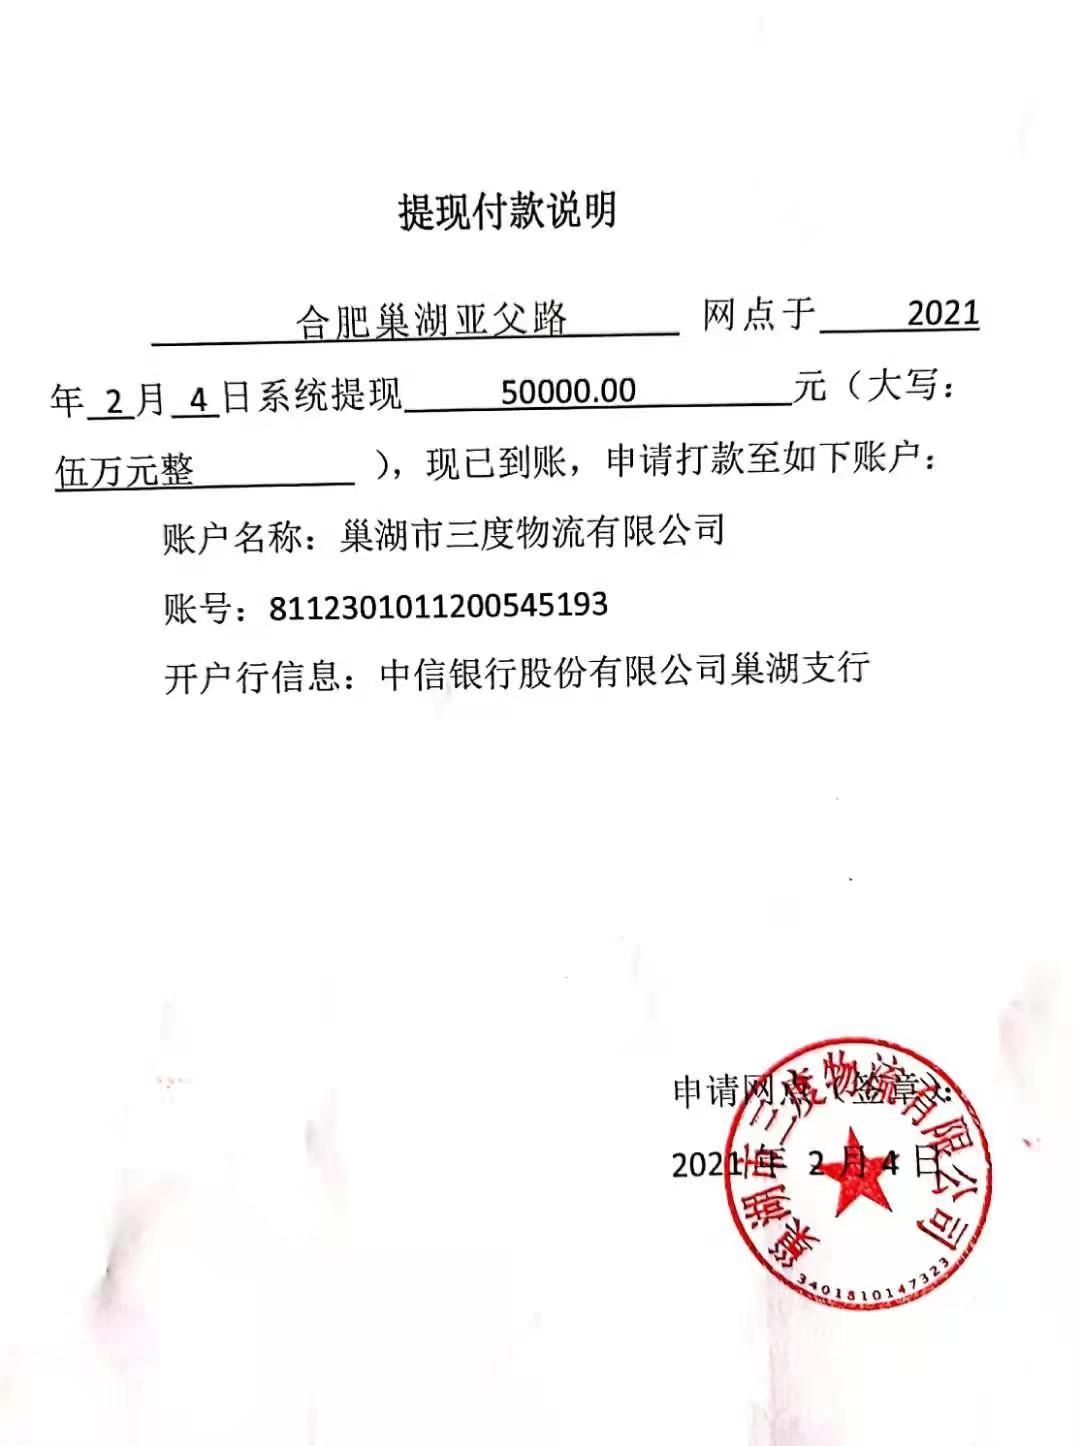 提现付款说明
合肥巢湖亚父路 网点于 2021
年 2 月 4 日系统提现 50000.00 元（大写：
伍万元整 ），现已到账，申请打款至如下账户：
账户名称：巢湖市三度物流有限公司
账号：8112301011200545193
开户行信息：中信银行股份有限公司巢湖支行
申请网点（签章）：
2021年 2 月 4 日
巢湖市三度物流有限公司
3401810147323